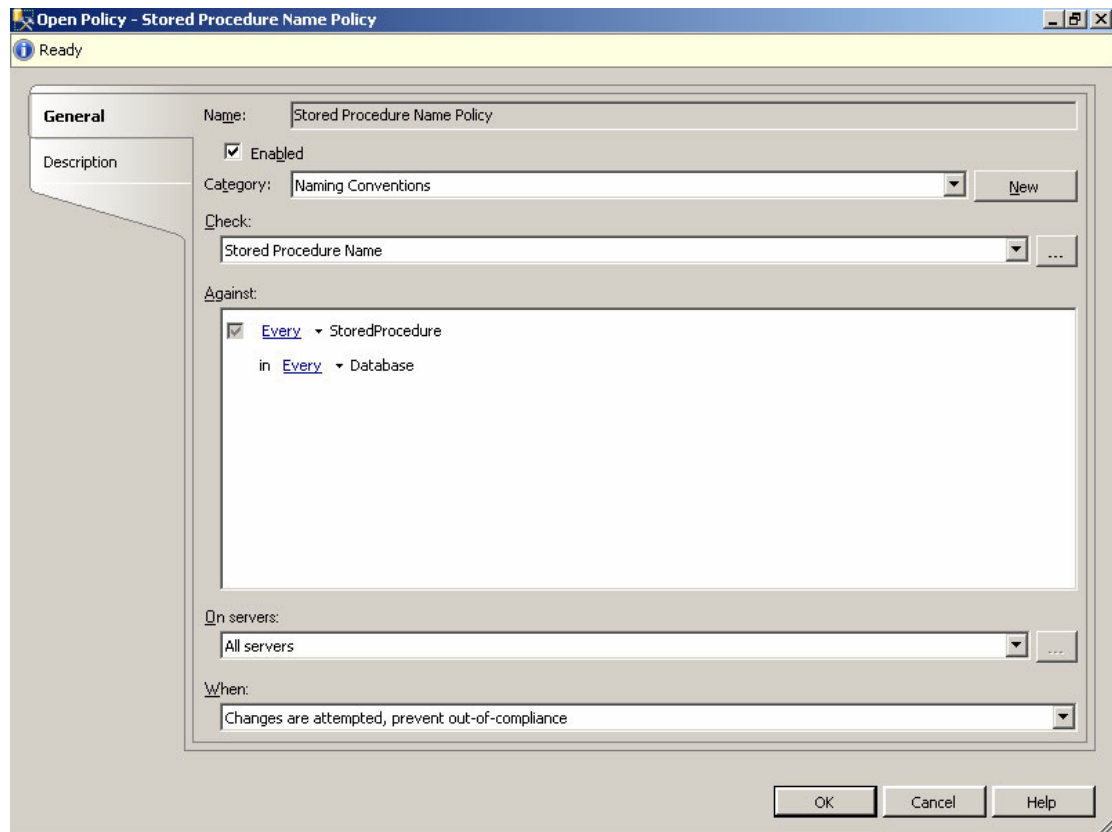 Open Policy - Stored Procedure Name Policy
Ready
General
Description
Name: Stored Procedure Name Policy
Enabled
Category: Naming Conventions New
Check:
Stored Procedure Name ...
Against:
Every StoredProcedure
in Every Database
On servers:
All servers ...
When:
Changes are attempted, prevent out-of-compliance
OK Cancel Help